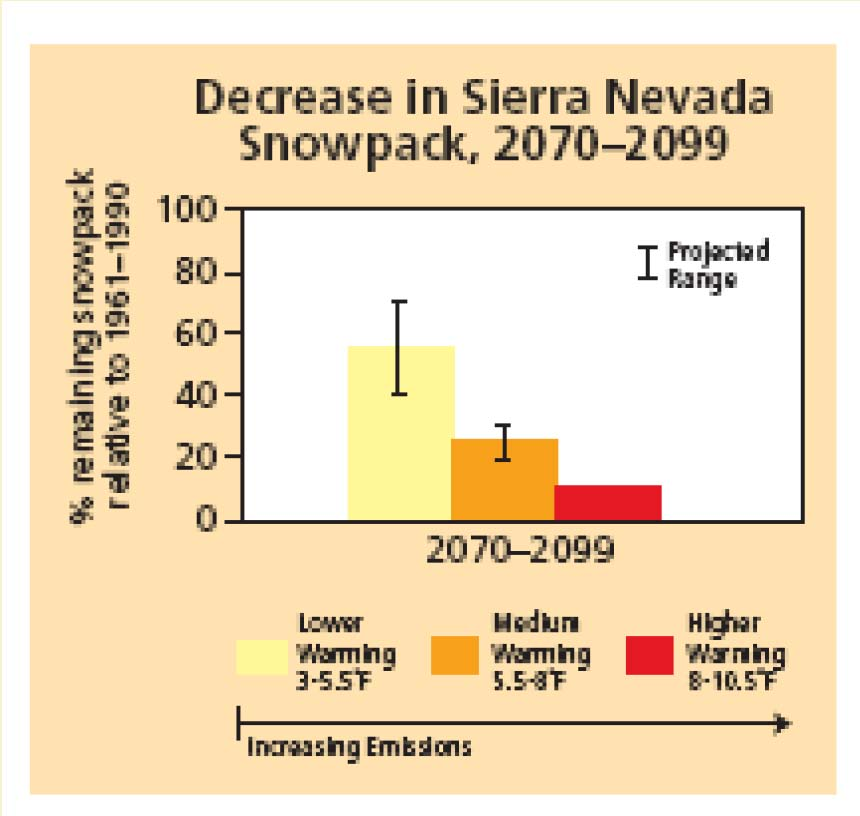 Decrease in Sierra Nevada
Snowpack, 2070–2099
% remaining snowpack
relative to 1961–1990
100
80
60
40
20
0
Projected
Range
2070–2099
Lower
Warming
3-5.5°F
Medium
Warming
5.5-8°F
Higher
Warming
8-10.5°F
Increasing Emissions